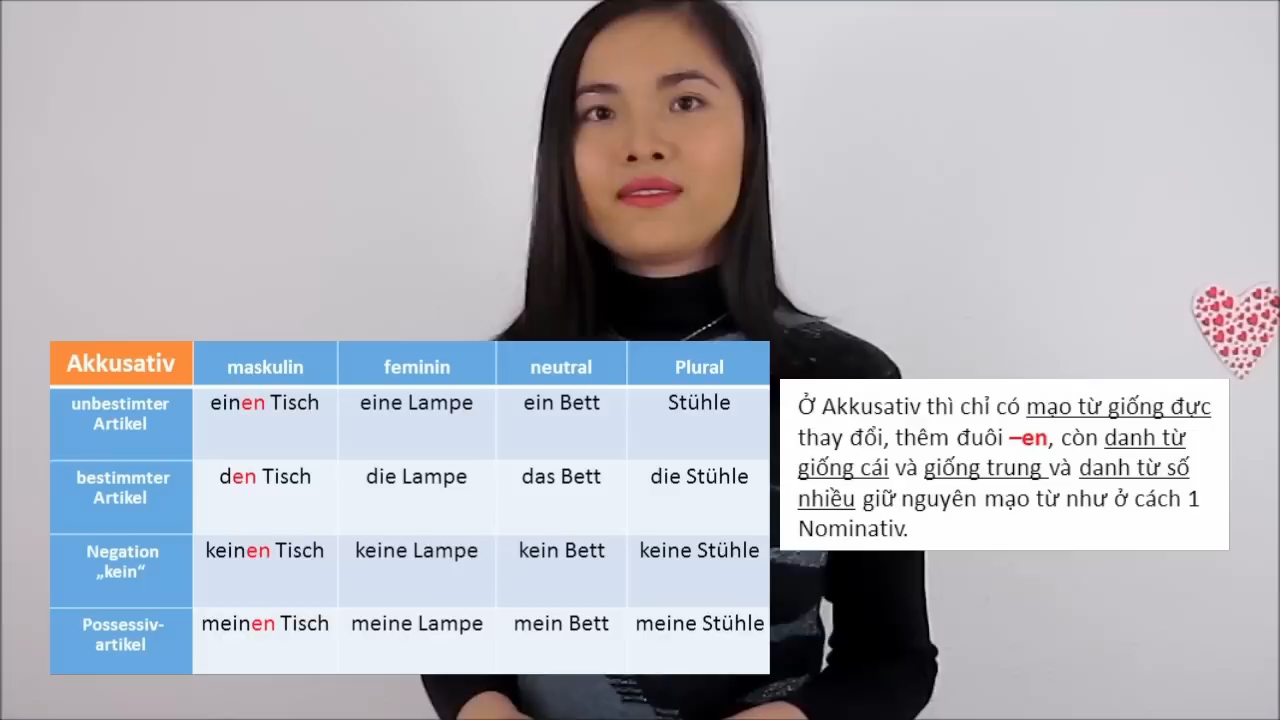 Akkusativ maskulin feminin neutral Plural
unbestimter Artikel einen Tisch eine Lampe ein Bett Stühle
bestimmter Artikel den Tisch die Lampe das Bett die Stühle
Negation „kein“ keinen Tisch keine Lampe kein Bett keine Stühle
Possessiv-artikel meinen Tisch meine Lampe mein Bett meine Stühle
Ở Akkusativ thì chỉ có mạo từ giống đực
thay đổi, thêm đuôi –en, còn danh từ
giống cái và giống trung và danh từ số
nhiều giữ nguyên mạo từ như ở cách 1
Nominativ.